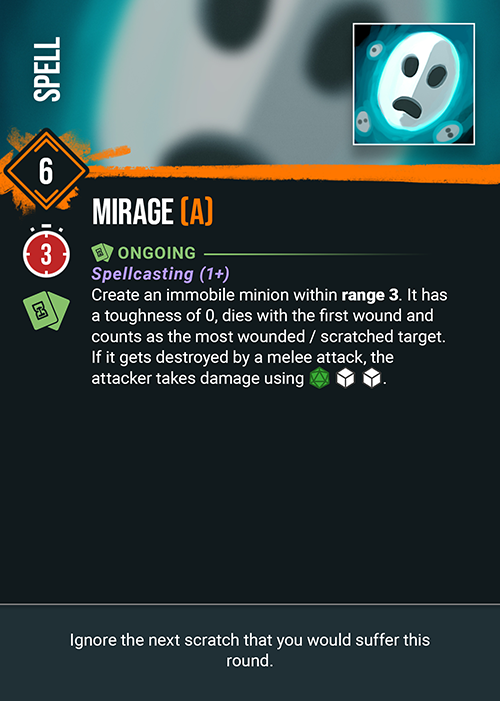 SPELL
6
MIRAGE (A)
3
ONGOING
Spellcasting (1+)
Create an immobile minion within range 3. It has
a toughness of 0, dies with the first wound and
counts as the most wounded / scratched target.
If it gets destroyed by a melee attack, the
attacker takes damage using .
Ignore the next scratch that you would suffer this
round.